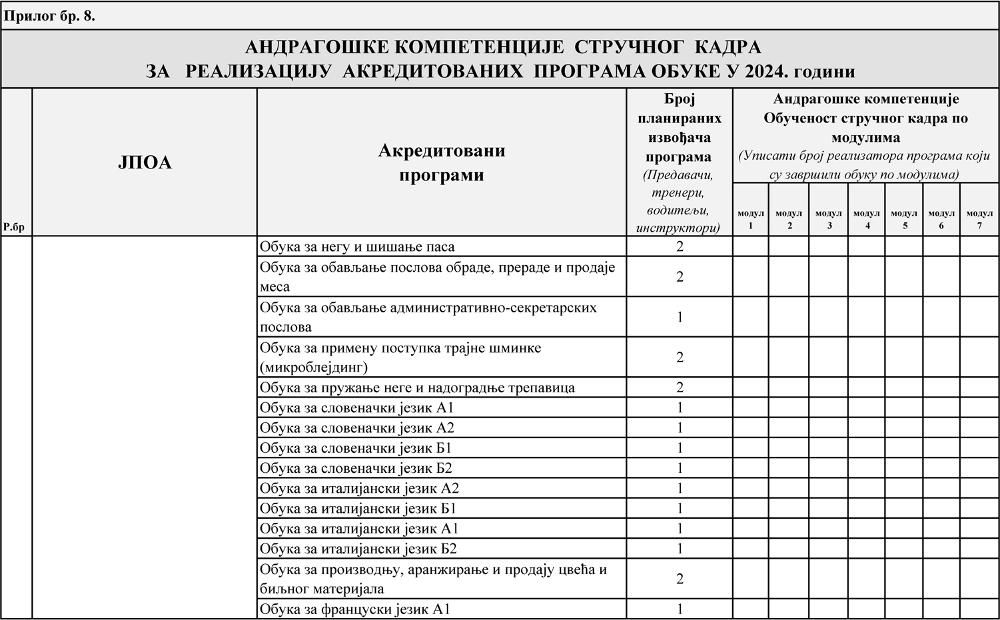 Прилог бр. 8.
АНДРАГОШКЕ КОМПЕТЕНЦИЈЕ СТРУЧНОГ КАДРА
ЗА РЕАЛИЗАЦИЈУ АКРЕДИТОВАНИХ ПРОГРАМА ОБУКЕ У 2024. години
Р.бр
ЈПОА
Акредитовани
програми
Број
планираних
извођача
програма
(Предавачи,
тренери,
водитељи,
инструктори)
Андрагошке компетенције
Обученост стручног кадра по
модулима
(Уписати број реализатора програма који
су завршили обуку по модулима)
модул
1
модул
2
модул
3
модул
4
модул
5
модул
6
модул
7
Обука за негу и шишање паса
2
Обука за обављање послова обраде, прераде и продаје
меса
2
Обука за обављање административно-секретарских
послова
1
Обука за примену поступка трајне шминке
(микроблејдинг)
2
Обука за пружање неге и надоградње трепавица
2
Обука за словеначки језик А1
1
Обука за словеначки језик А2
1
Обука за словеначки језик Б1
1
Обука за словеначки језик Б2
1
Обука за италијански језик А2
1
Обука за италијански језик Б1
1
Обука за италијански језик А1
1
Обука за италијански језик Б2
1
Обука за производњу, аранжирање и продају цвећа и
биљног материјала
2
Обука за француски језик А1
1